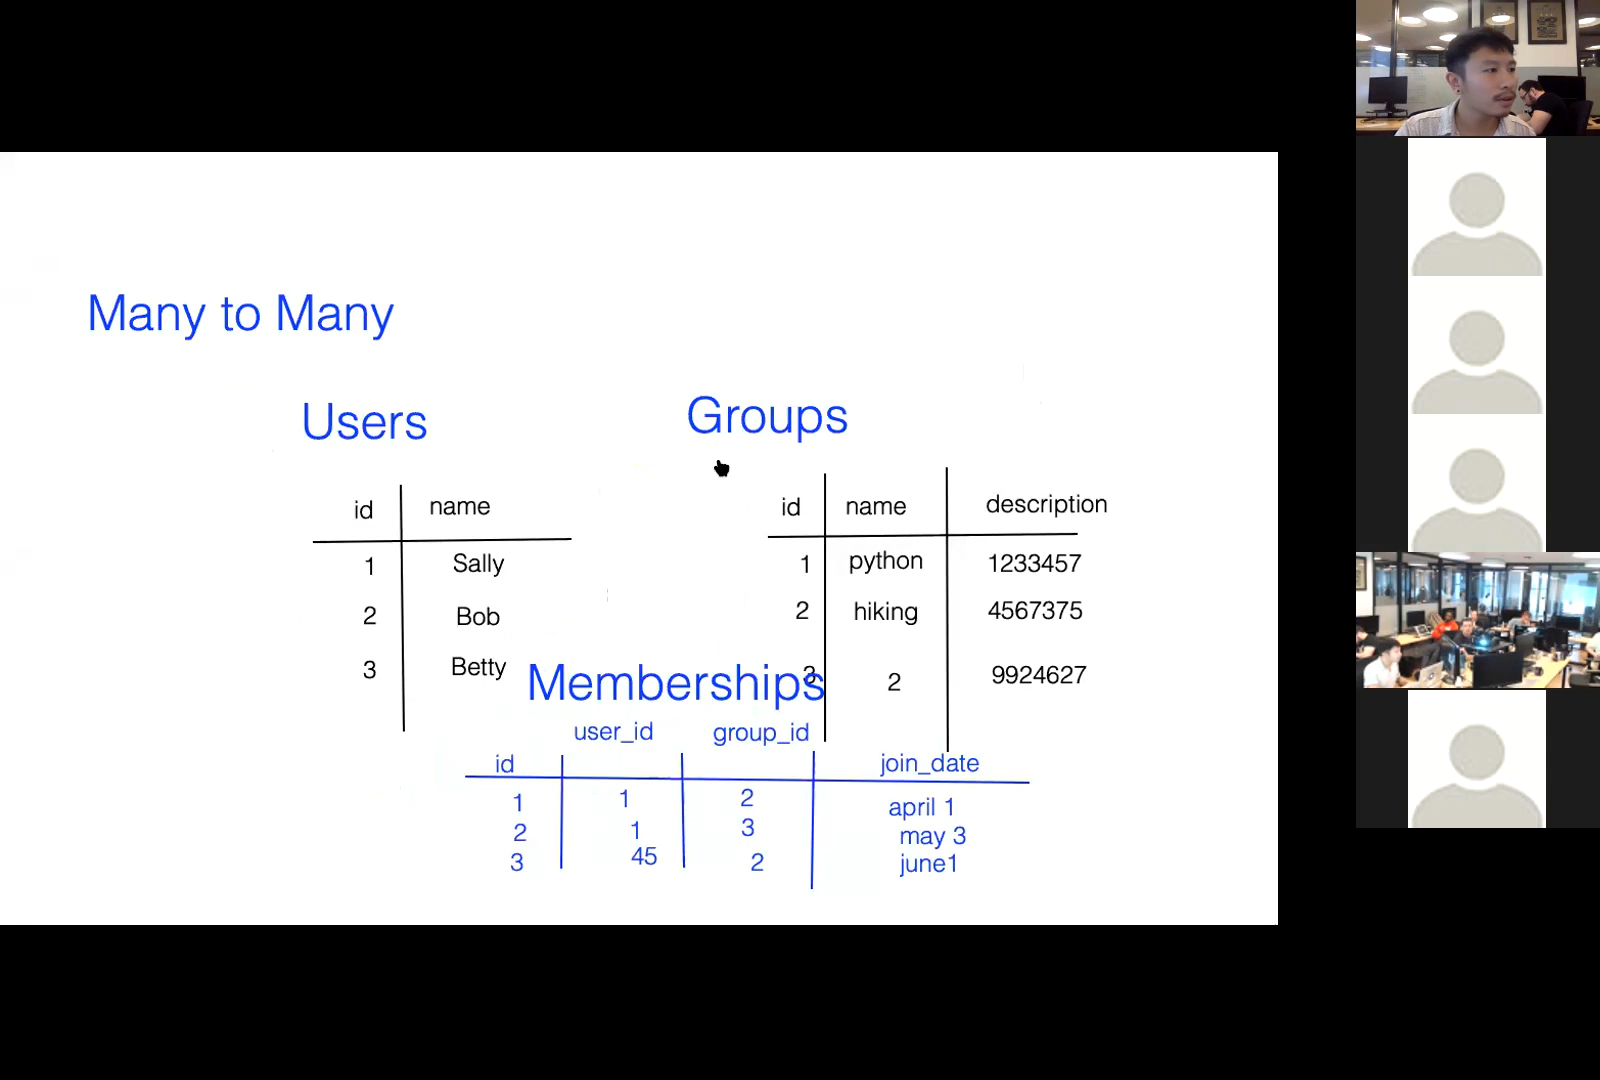 Many to Many
Users
id name
1 Sally
2 Bob
3 Betty
Groups
id name description
1 python 1233457
2 hiking 4567375
3 2 9924627
Memberships
id user_id group_id join_date
1 1 2 april 1
2 1 3 may 3
3 45 2 june1